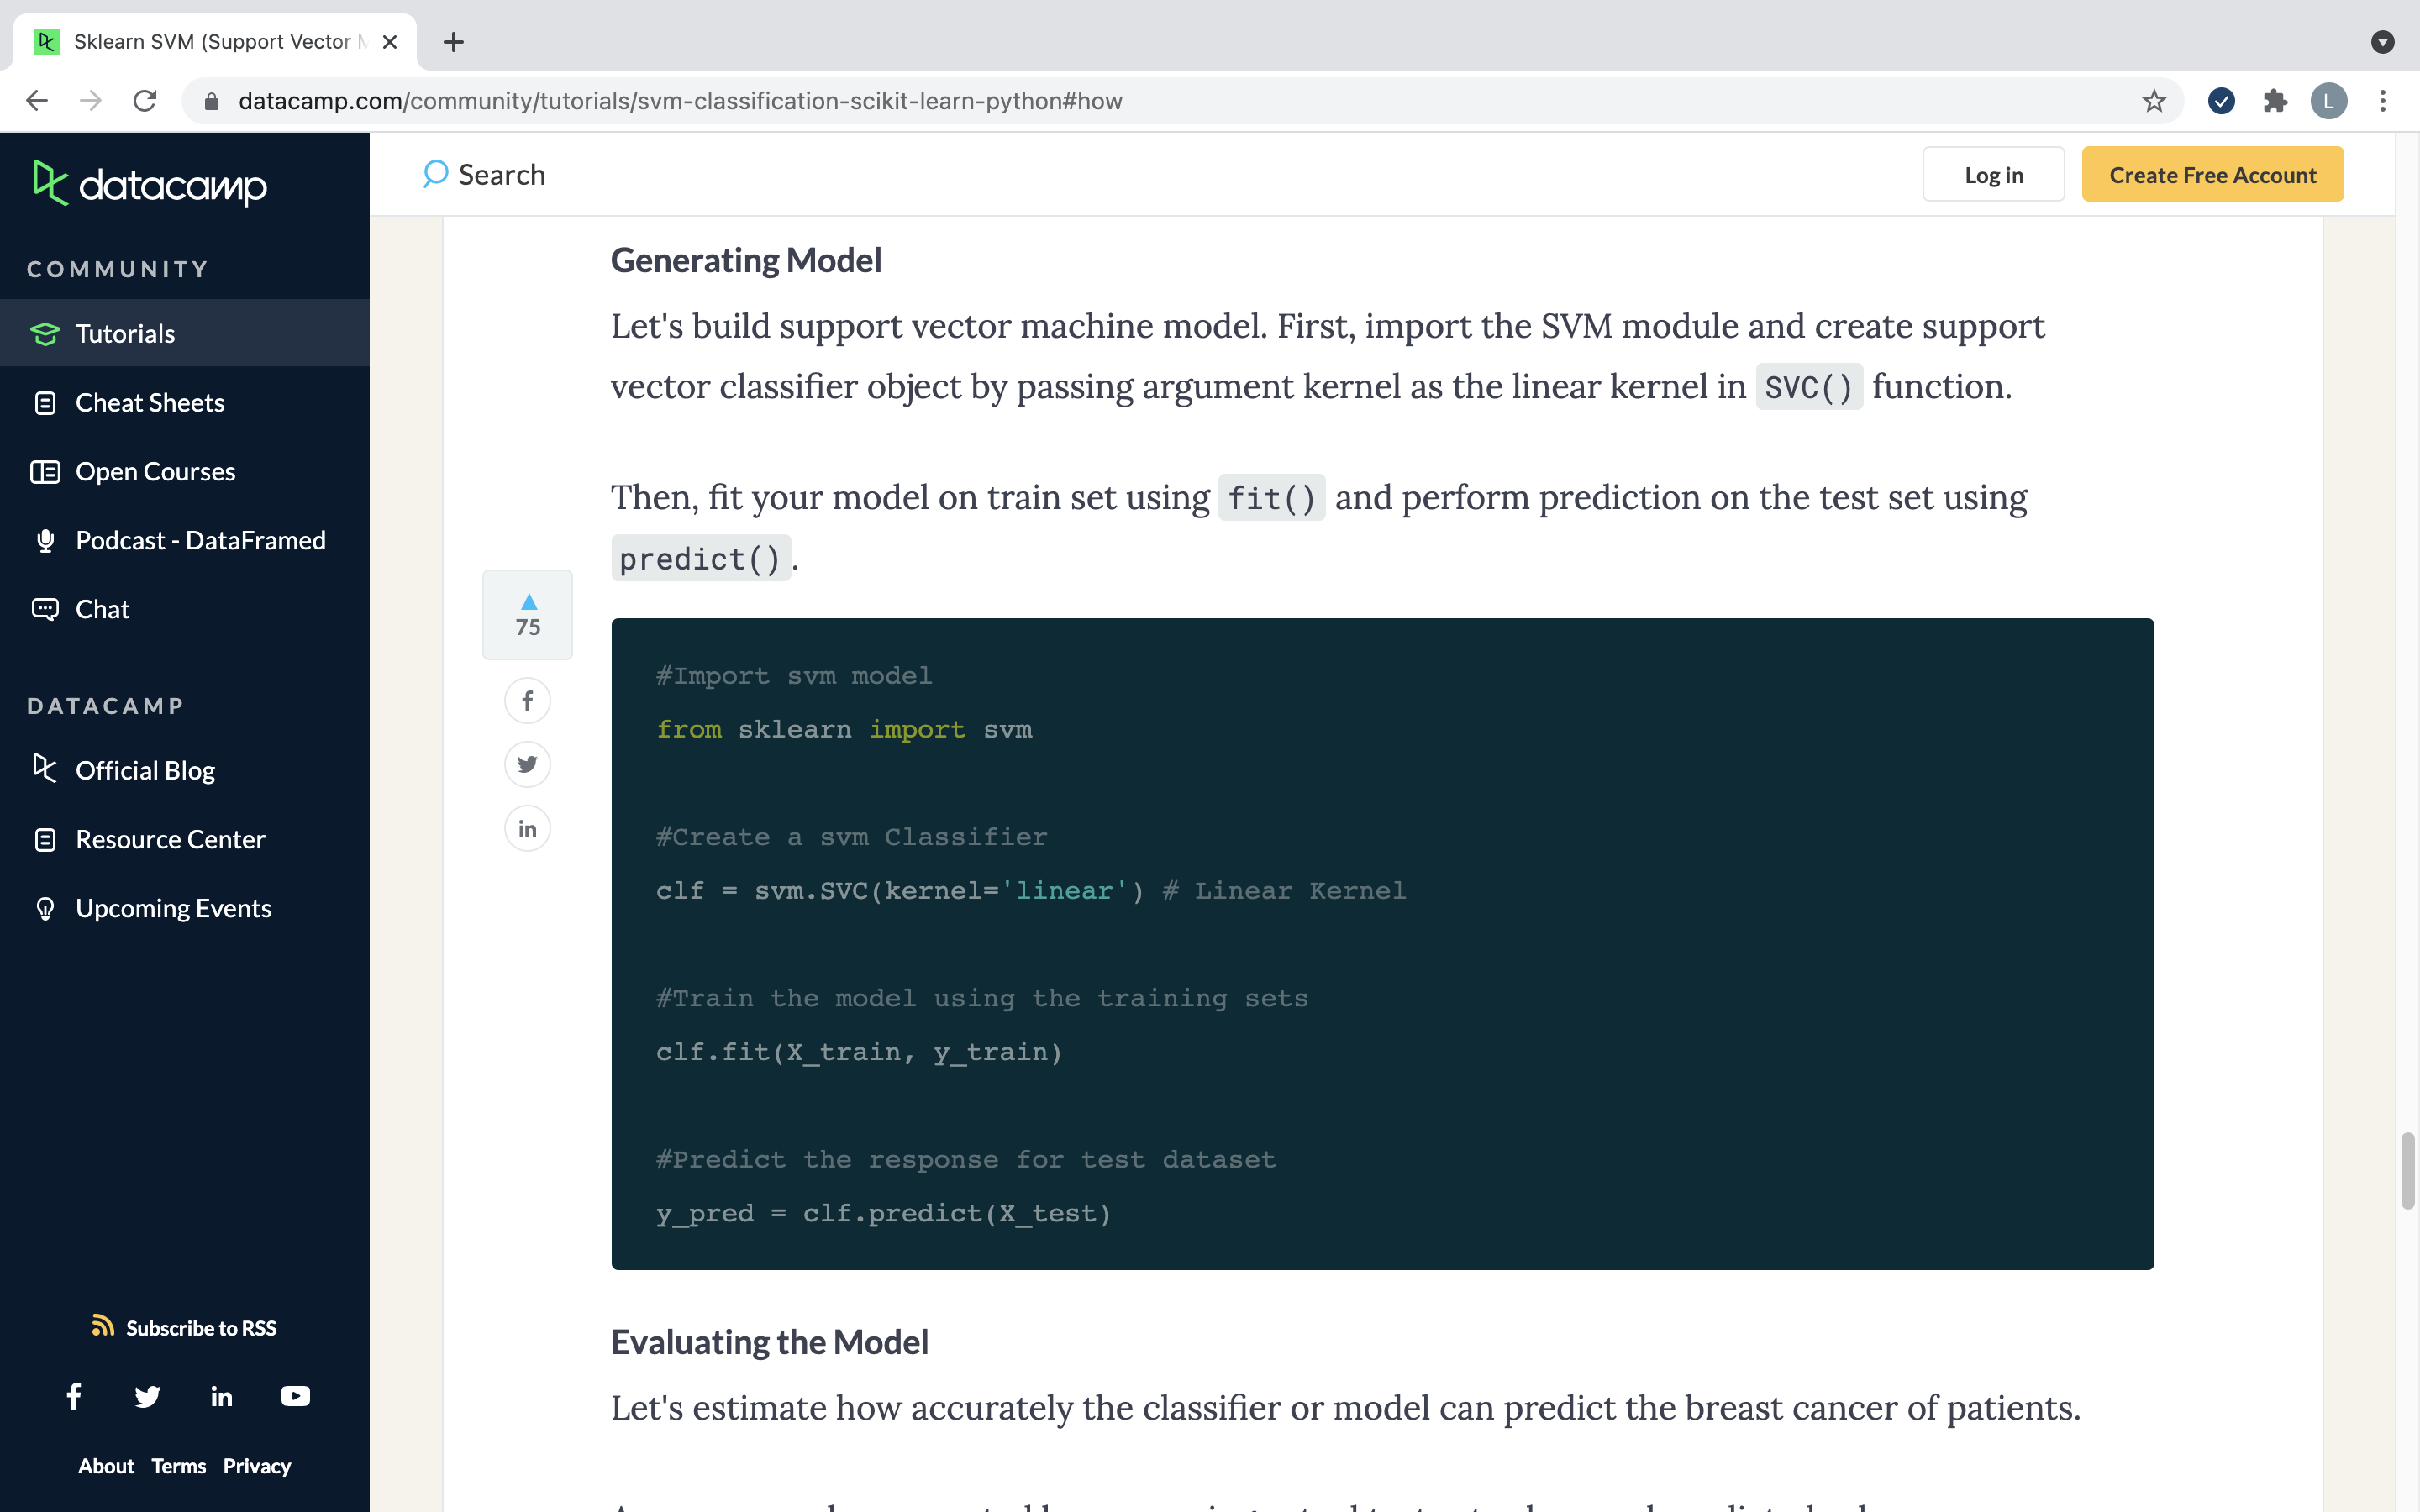 Sklearn SVM (Support Vector
datacamp.com/community/tutorials/svm-classification-scikit-learn-python#how
L
datacamp
Search
Log in
Create Free Account
COMMUNITY
Tutorials
Cheat Sheets
Open Courses
Podcast - DataFramed
Chat
DATACAMP
Official Blog
Resource Center
Upcoming Events
Subscribe to RSS
About Terms Privacy
75
Generating Model
Let's build support vector machine model. First, import the SVM module and create support
vector classifier object by passing argument kernel as the linear kernel in SVC() function.
Then, fit your model on train set using fit() and perform prediction on the test set using
predict().
#Import svm model
from sklearn import svm
#Create a svm Classifier
clf = svm.SVC(kernel='linear') # Linear Kernel
#Train the model using the training sets
clf.fit(X_train, y_train)
#Predict the response for test dataset
y_pred = clf.predict(X_test)
Evaluating the Model
Let's estimate how accurately the classifier or model can predict the breast cancer of patients.